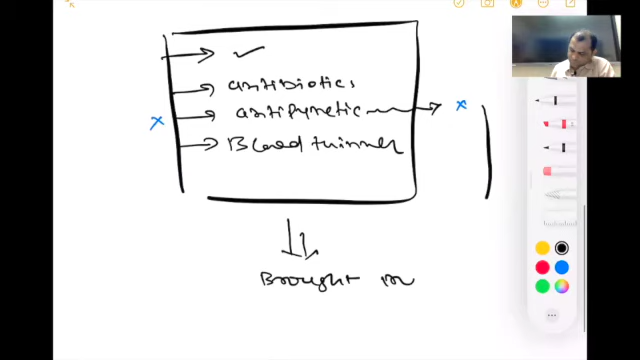 antibiotics
antipyretic x
x
Blood thinner
Brought in